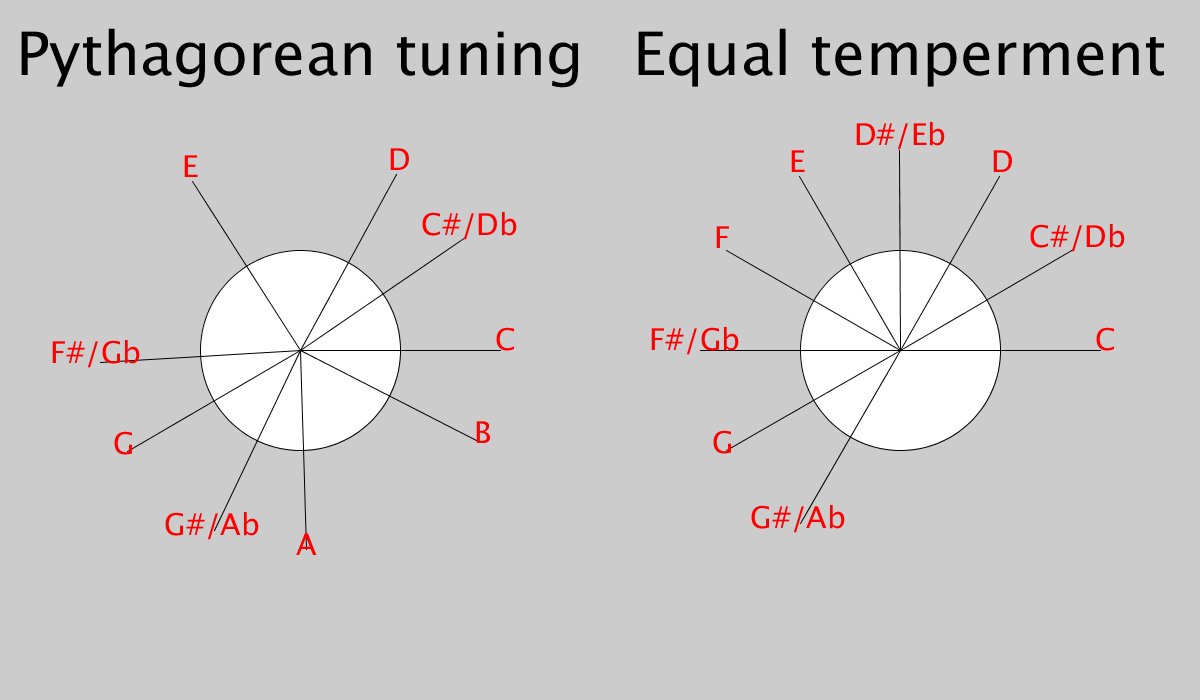 Pythagorean tuning
Equal temperment
E
D
C#/Db
C
F#/Gb
G
G#/Ab
A
B
D#/Eb
E
D
F
C#/Db
F#/Gb
C
G
G#/Ab